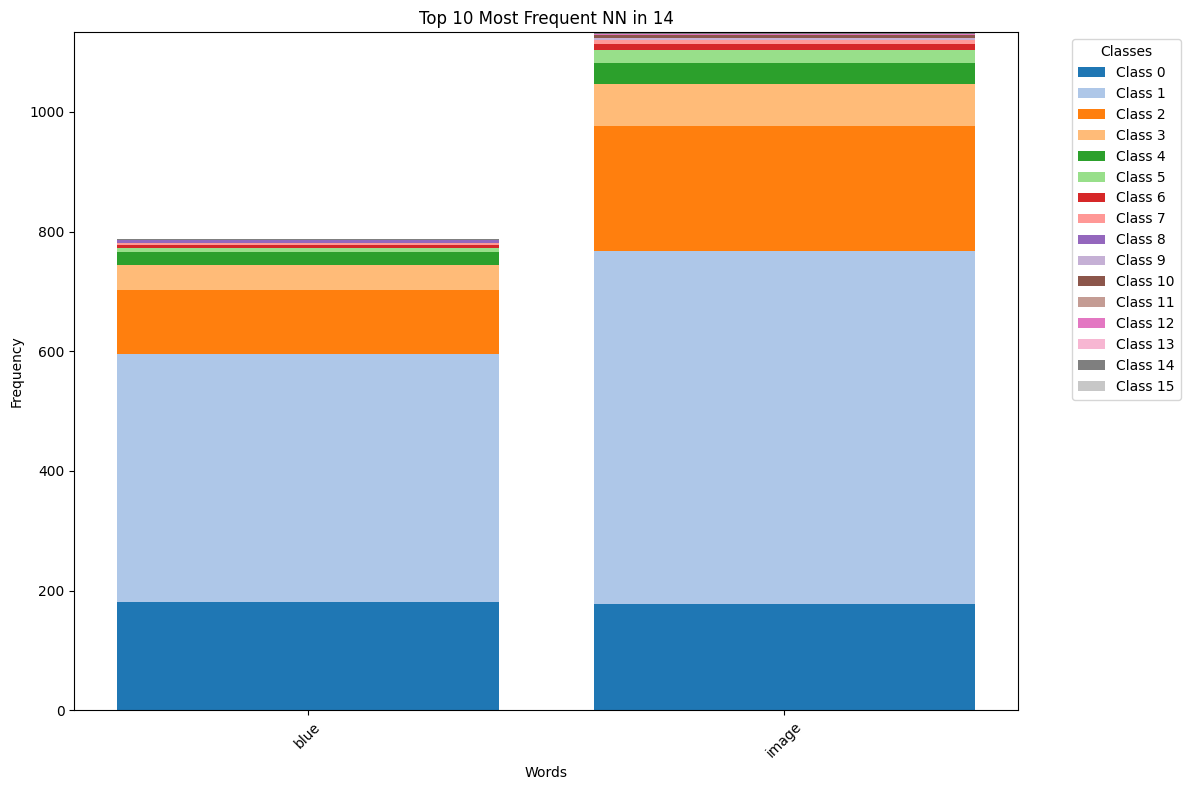 Top 10 Most Frequent NN in 14
Classes
Class 0
Class 1
Class 2
Class 3
Class 4
Class 5
Class 6
Class 7
Class 8
Class 9
Class 10
Class 11
Class 12
Class 13
Class 14
Class 15
Frequency
1000
800
600
400
200
0
blue
image
Words